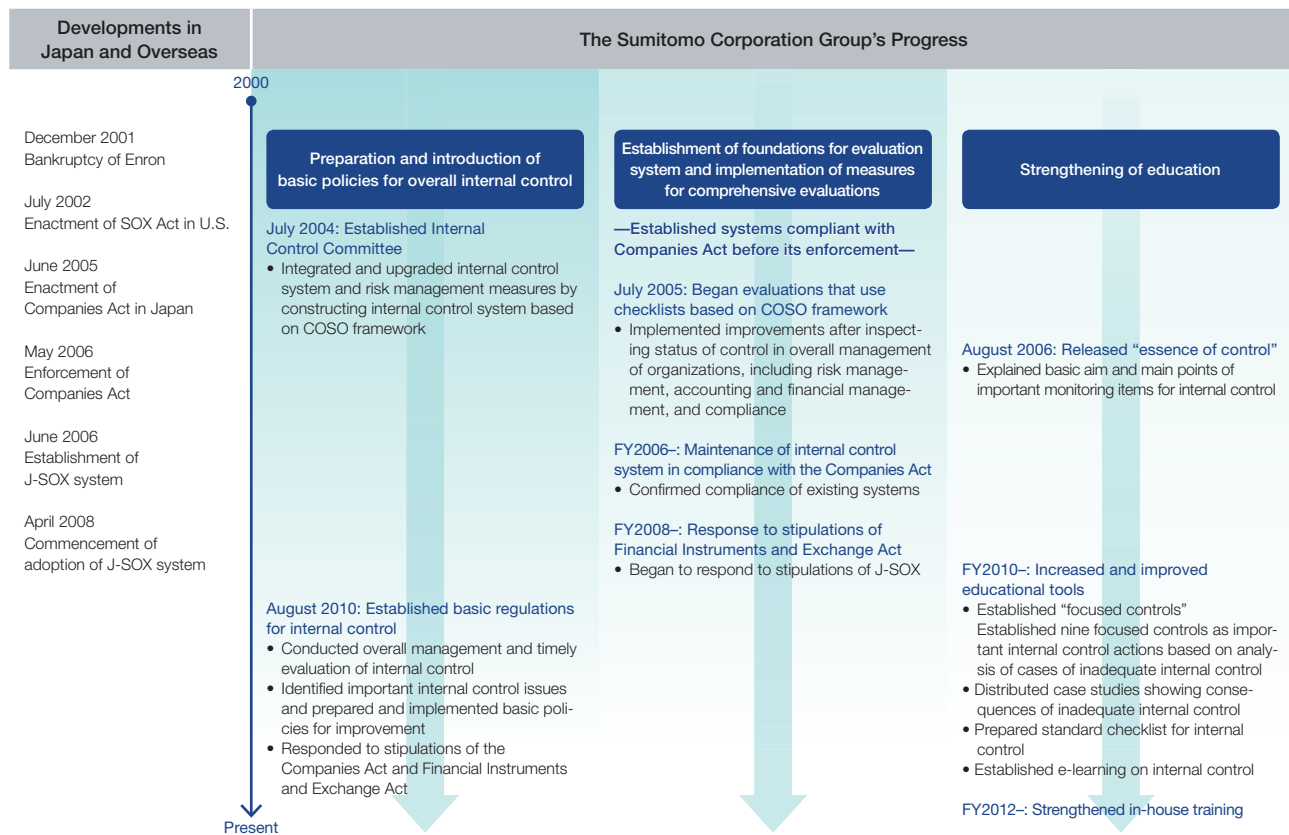 Developments in
Japan and Overseas
The Sumitomo Corporation Group’s Progress
2000
December 2001
Bankruptcy of Enron
July 2002
Enactment of SOX Act in U.S.
June 2005
Enactment of
Companies Act in Japan
May 2006
Enforcement of
Companies Act
June 2006
Establishment of
J-SOX system
April 2008
Commencement of
adoption of J-SOX system
Present
Preparation and introduction of
basic policies for overall internal control
July 2004: Established Internal
Control Committee
• Integrated and upgraded internal control
system and risk management measures by
constructing internal control system based
on COSO framework
August 2010: Established basic regulations
for internal control
• Conducted overall management and timely
evaluation of internal control
• Identified important internal control issues
and prepared and implemented basic poli-
cies for improvement
• Responded to stipulations of the
Companies Act and Financial Instruments
and Exchange Act
Establishment of foundations for evaluation
system and implementation of measures
for comprehensive evaluations
—Established systems compliant with
Companies Act before its enforcement—
July 2005: Began evaluations that use
checklists based on COSO framework
• Implemented improvements after inspect-
ing status of control in overall management
of organizations, including risk manage-
ment, accounting and financial manage-
ment, and compliance
FY2006–: Maintenance of internal control
system in compliance with the Companies Act
• Confirmed compliance of existing systems
FY2008–: Response to stipulations of
Financial Instruments and Exchange Act
• Began to respond to stipulations of J-SOX
Strengthening of education
August 2006: Released “essence of control”
• Explained basic aim and main points of
important monitoring items for internal control
FY2010–: Increased and improved
educational tools
• Established “focused controls”
Established nine focused controls as impor-
tant internal control actions based on analy-
sis of cases of inadequate internal control
• Distributed case studies showing conse-
quences of inadequate internal control
• Prepared standard checklist for internal
control
• Established e-learning on internal control
FY2012–: Strengthened in-house training